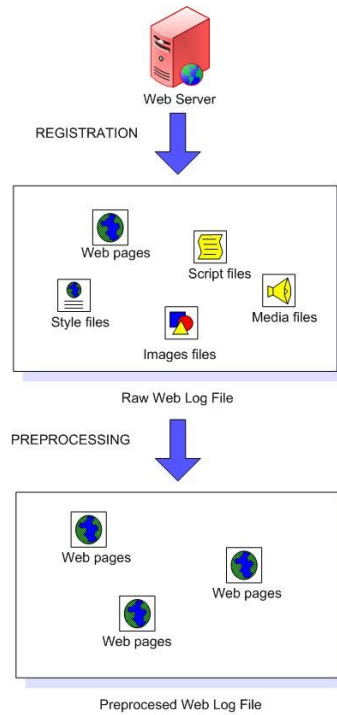 Web Server
REGISTRATION
Web pages
Script files
Style files
Media files
Images files
Raw Web Log File
PREPROCESSING
Web pages
Web pages
Web pages
Preprocesed Web Log File